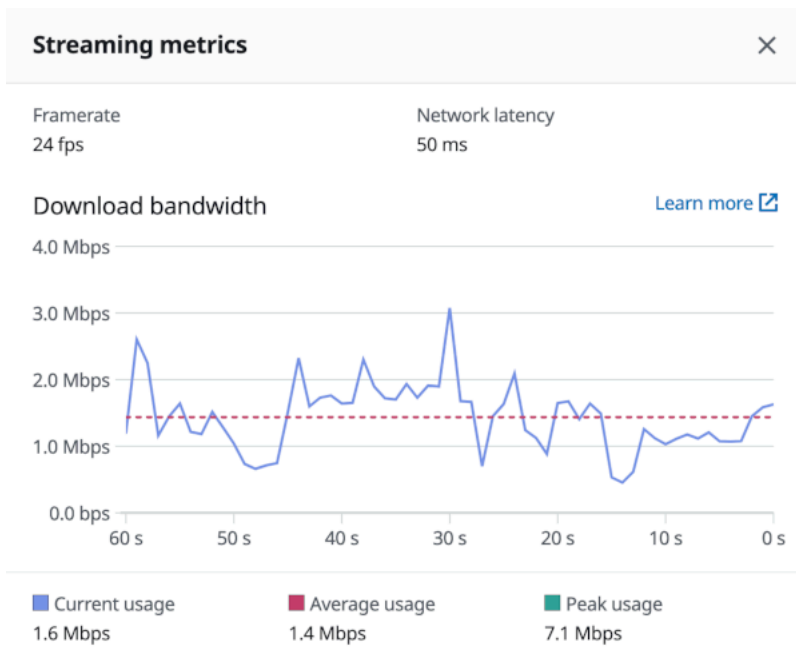 Streaming metrics
Framerate Network latency
24 fps 50 ms
Download bandwidth Learn more
4.0 Mbps
3.0 Mbps
2.0 Mbps
1.0 Mbps
0.0 bps
60 s 50 s 40 s 30 s 20 s 10 s 0 s
Current usage Average usage Peak usage
1.6 Mbps 1.4 Mbps 7.1 Mbps